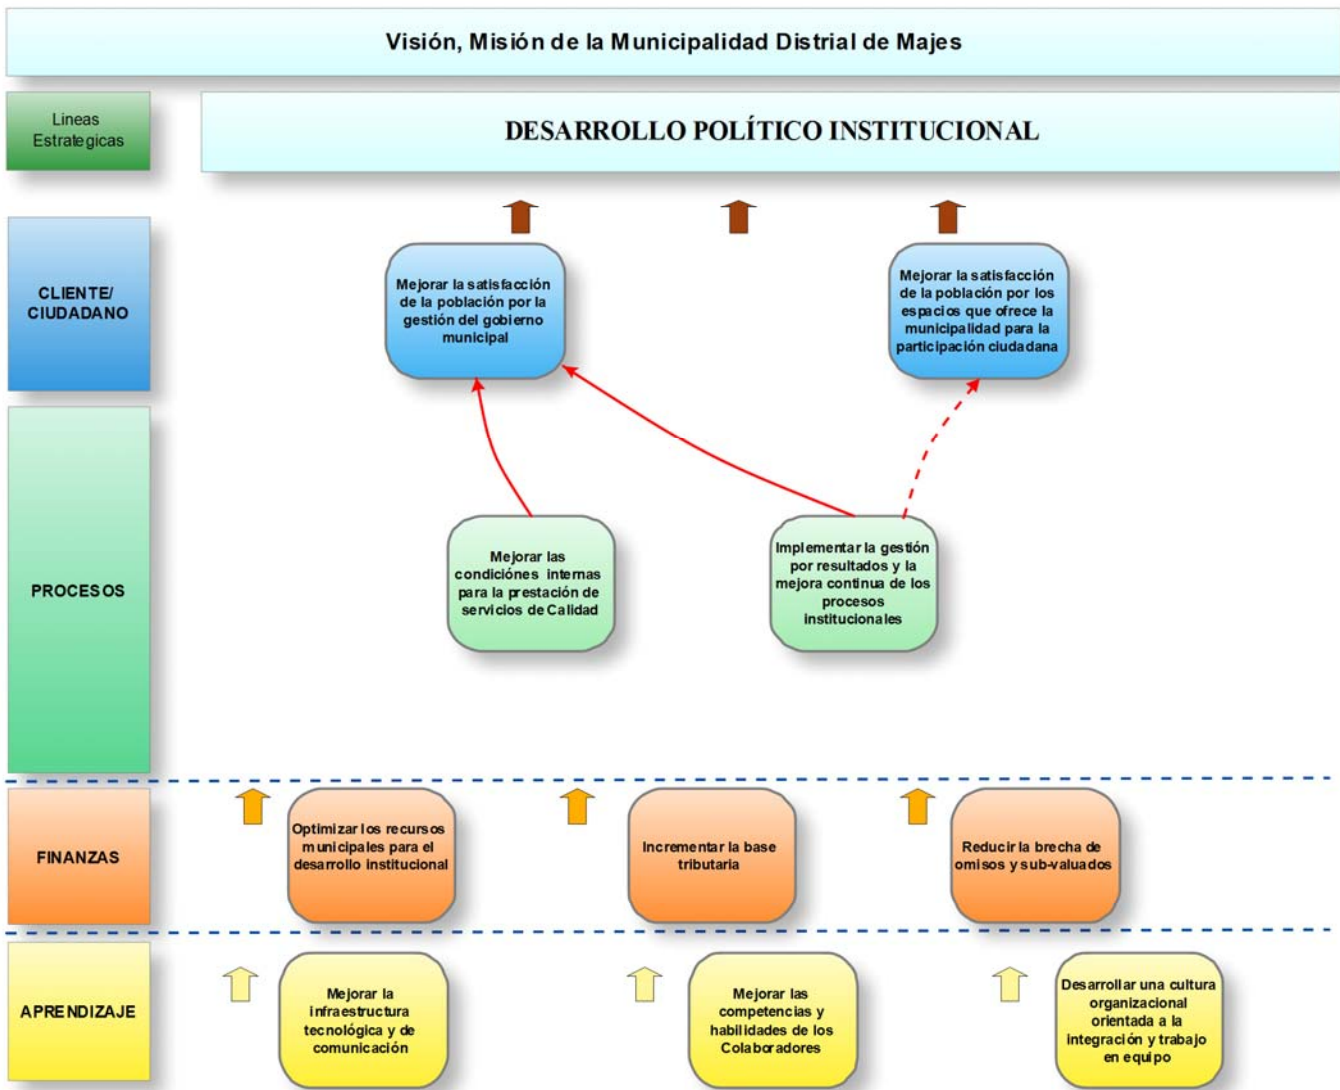 Visión, Misión de la Municipalidad Distrial de Majes
Lineas
Estrategicas
DESARROLLO POLÍTICO INSTITUCIONAL
CLIENTE/
CIUDADANO
Mejorar la satisfacción
de la población por la
gestión del gobierno
municipal
Mejorar la satisfacción
de la población por los
espacios que ofrece la
municipalidad para la
participación ciudadana
PROCESOS
Mejorar las
condiciónes internas
para la prestación de
servicios de Calidad
Implementar la gestión
por resultados y la
mejora continua de los
procesos
institucionales
FINANZAS
Optimizar los recursos
municipales para el
desarrollo institucional
Incrementar la base
tributaria
Reducir la brecha de
omisos y sub-valuados
APRENDIZAJE
Mejorar la
infraestructura
tecnológica y de
comunicación
Mejorar las
competencias y
habilidades de los
Colaboradores
Desarrollar una cultura
organizacional
orientada a la
integración y trabajo
en equipo